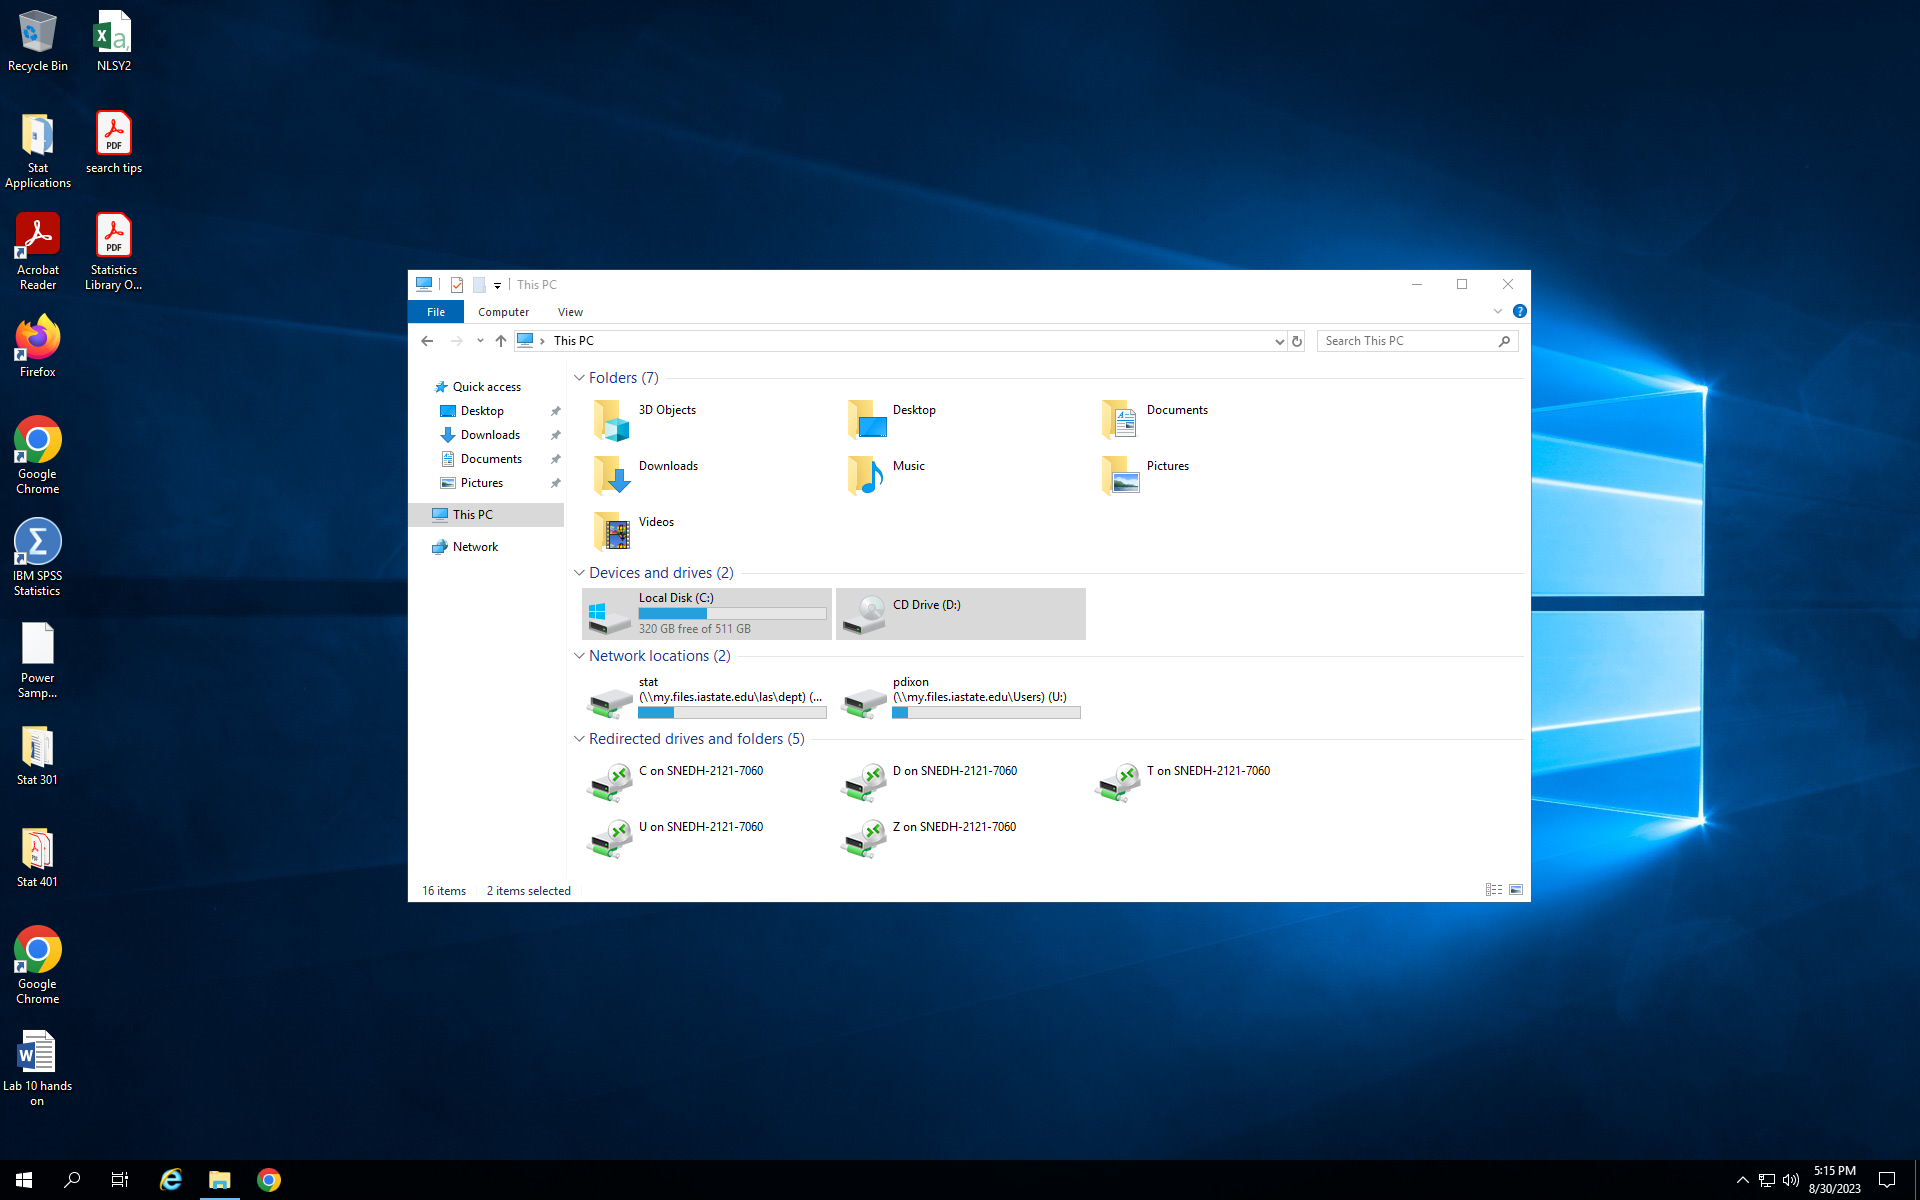 Recycle Bin
NLSY2
Stat
Applications
PDF
search tips
Acrobat
Reader
PDF
Statistics
Library O...
Firefox
Google
Chrome
IBM SPSS
Statistics
Power
Samp...
Stat 301
Stat 401
Google
Chrome
Lab 10 hands
on
This PC
File
Computer
View
This PC
Search This PC
Quick access
Desktop
Downloads
Documents
Pictures
This PC
Network
Folders (7)
3D Objects
Desktop
Documents
Downloads
Music
Pictures
Videos
Devices and drives (2)
Local Disk (C:)
320 GB free of 511 GB
CD Drive (D:)
Network locations (2)
stat
(\\my.files.iastate.edu\las\dept) (...
pdixon
(\\my.files.iastate.edu\Users) (U:)
Redirected drives and folders (5)
C on SNEDH-2121-7060
D on SNEDH-2121-7060
T on SNEDH-2121-7060
U on SNEDH-2121-7060
Z on SNEDH-2121-7060
16 items
2 items selected
5:15 PM
8/30/2023